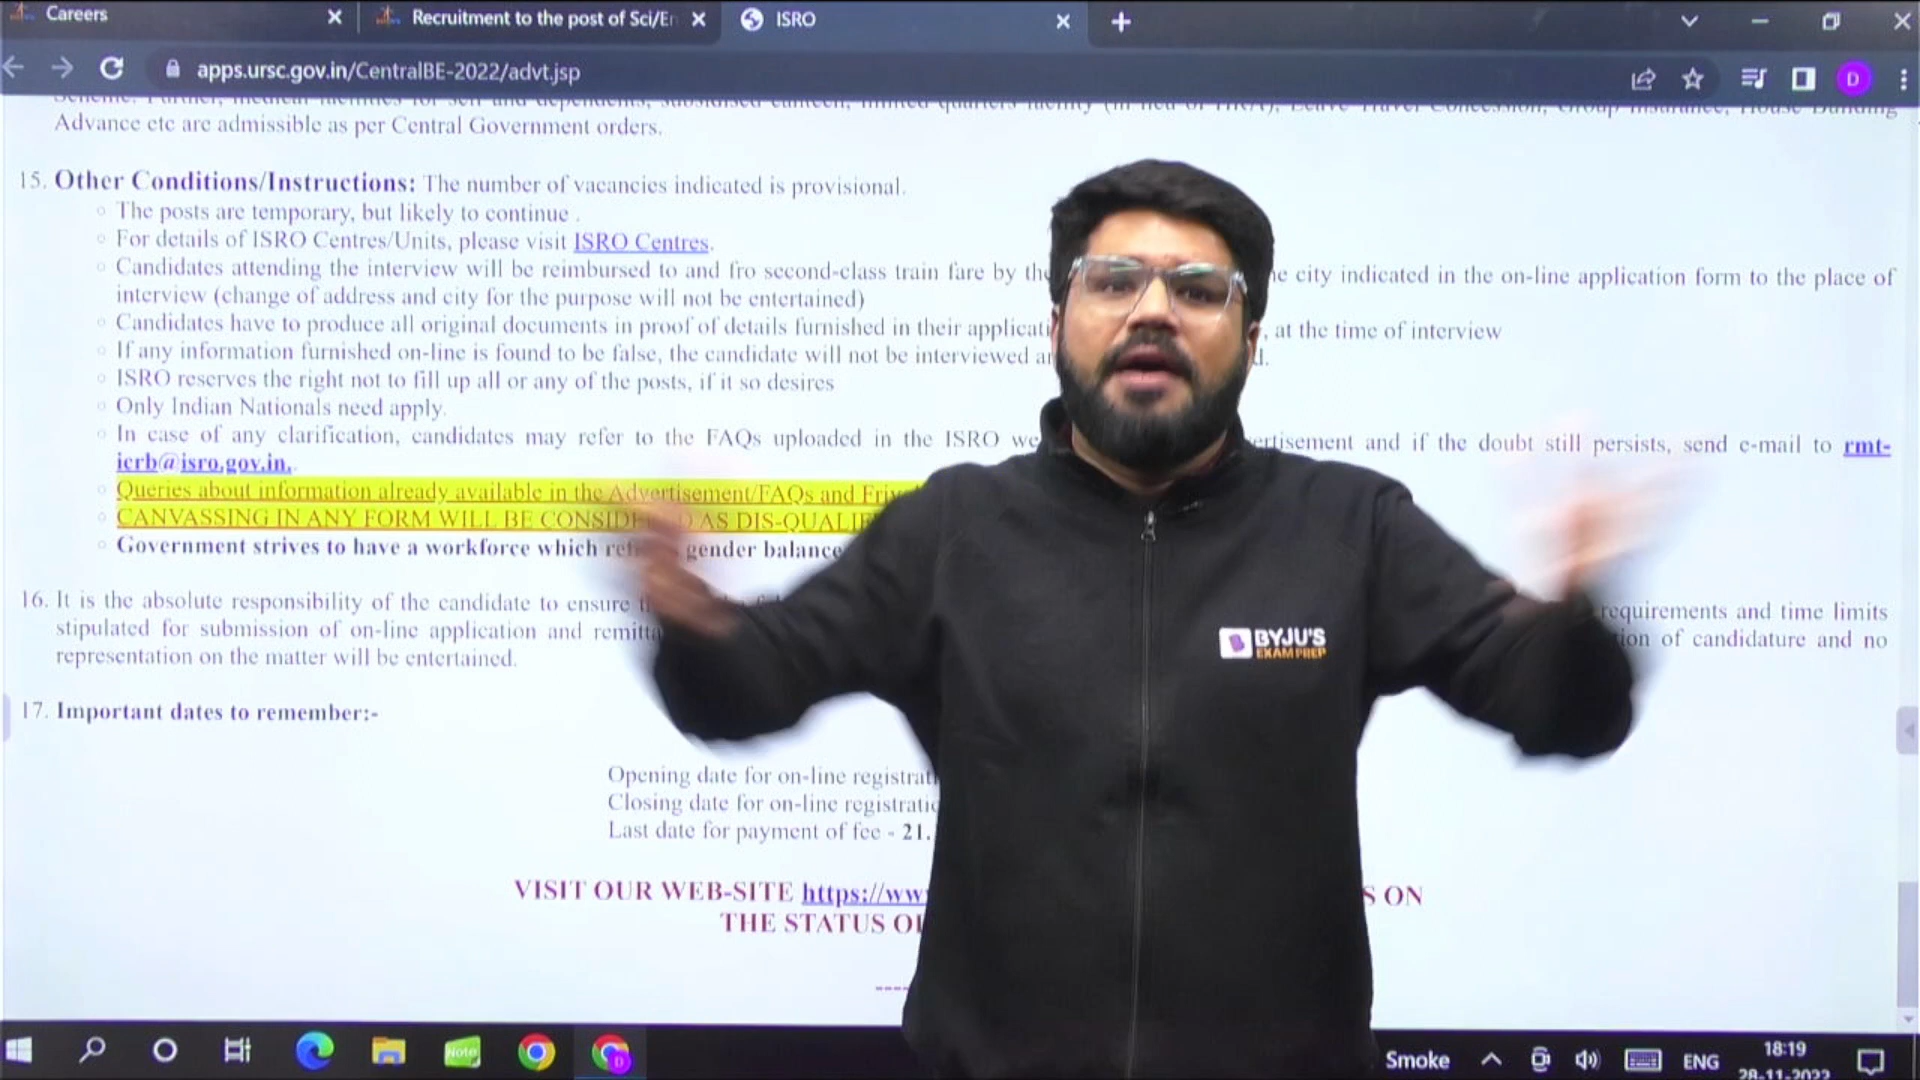 Careers
Recruitment to the post of Sci/En
ISRO
apps.ursc.gov.in/CentralBE-2022/advt.jsp
D
Advance etc are admissible as per Central Government orders.
15. Other Conditions/Instructions: The number of vacancies indicated is provisional.
The posts are temporary, but likely to continue .
For details of ISRO Centres/Units, please visit ISRO Centres.
Candidates attending the interview will be reimbursed to and fro second-class train fare by the city indicated in the on-line application form to the place of
interview (change of address and city for the purpose will not be entertained)
Candidates have to produce all original documents in proof of details furnished in their , at the time of interview
If any information furnished on-line is found to be false, the candidate will not be interviewed
ISRO reserves the right not to fill up all or any of the posts, if it so desires
Only Indian Nationals need apply.
In case of any clarification, candidates may refer to the FAQs uploaded in the ISRO and if the doubt still persists, send e-mail to rmt-
icrb@isro.gov.in.
Queries about information already available in the Advertisement/FAQs and
CANVASSING IN ANY FORM WILL BE AS
Government strives to have a workforce which gender balance
16. It is the absolute responsibility of the candidate to ensure requirements and time limits
stipulated for submission of on-line application and of candidature and no
representation on the matter will be entertained.
17. Important dates to remember:-
Opening date for on-line
Closing date for on-line
Last date for payment of fee - 21.
VISIT OUR WEB-SITE https://ww ON
THE STATUS
BYJU'S
EXAM PREP
Note
D
Smoke
ENG
18:19
28-11-2022